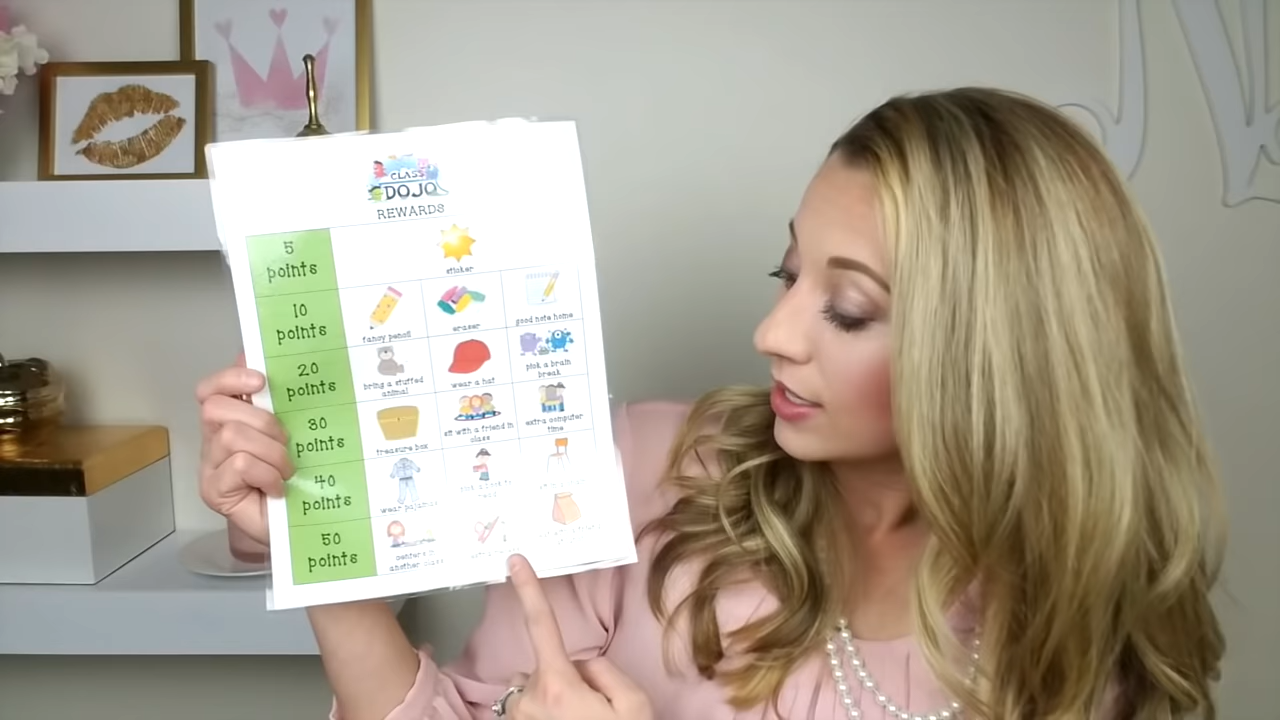 CLASS
DOJO
REWARDS
5
points
sticker
10
points
fancy pencil
eraser
good note home
20
points
bring a stuffed
animal
wear a hat
pick a brain
break
30
points
treasure box
sit with a friend in
class
extra computer
time
40
points
wear pajamas
50
points
centers in
another class